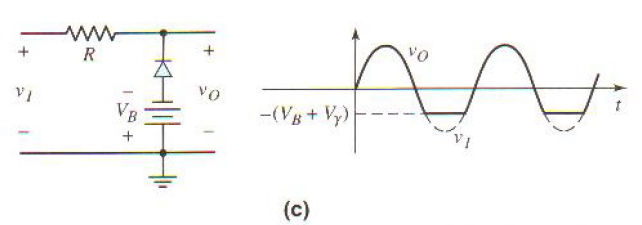 + R +
v_I
− V_B + v_O
− −
v_O
−(V_B + V_γ)
v_I
t
(c)